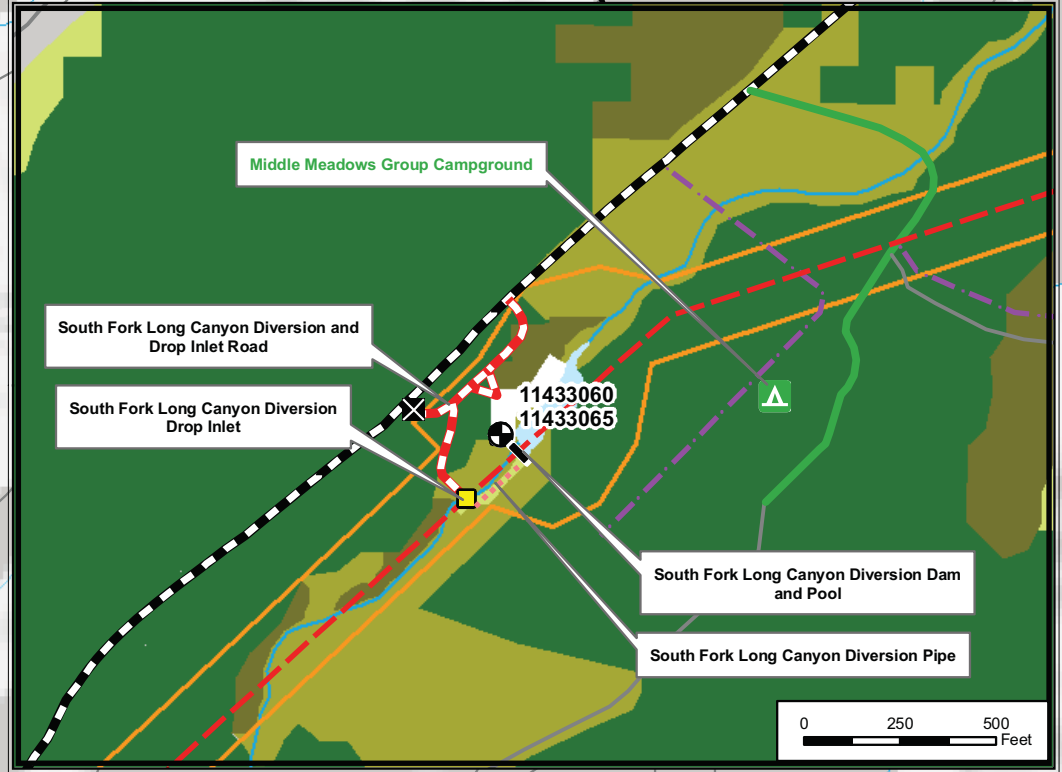 Middle Meadows Group Campground
South Fork Long Canyon Diversion and
Drop Inlet Road
South Fork Long Canyon Diversion
Drop Inlet
11433060
11433065
South Fork Long Canyon Diversion Dam
and Pool
South Fork Long Canyon Diversion Pipe
0 250 500
Feet